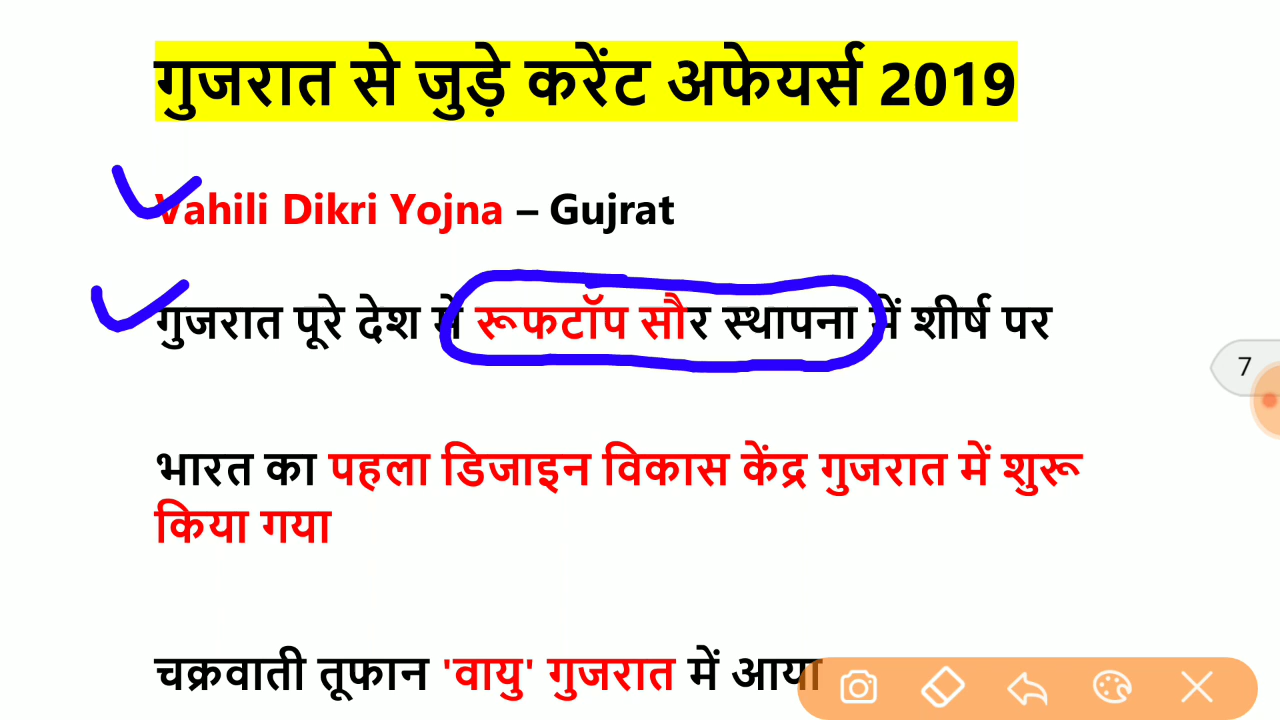 गुजरात से जुड़े करेंट अफेयर्स 2019
Vahili Dikri Yojna – Gujrat
गुजरात पूरे देश में रूफटॉप सौर स्थापना में शीर्ष पर
7
भारत का पहला डिजाइन विकास केंद्र गुजरात में शुरू
किया गया
चक्रवाती तूफान 'वायु' गुजरात में आया